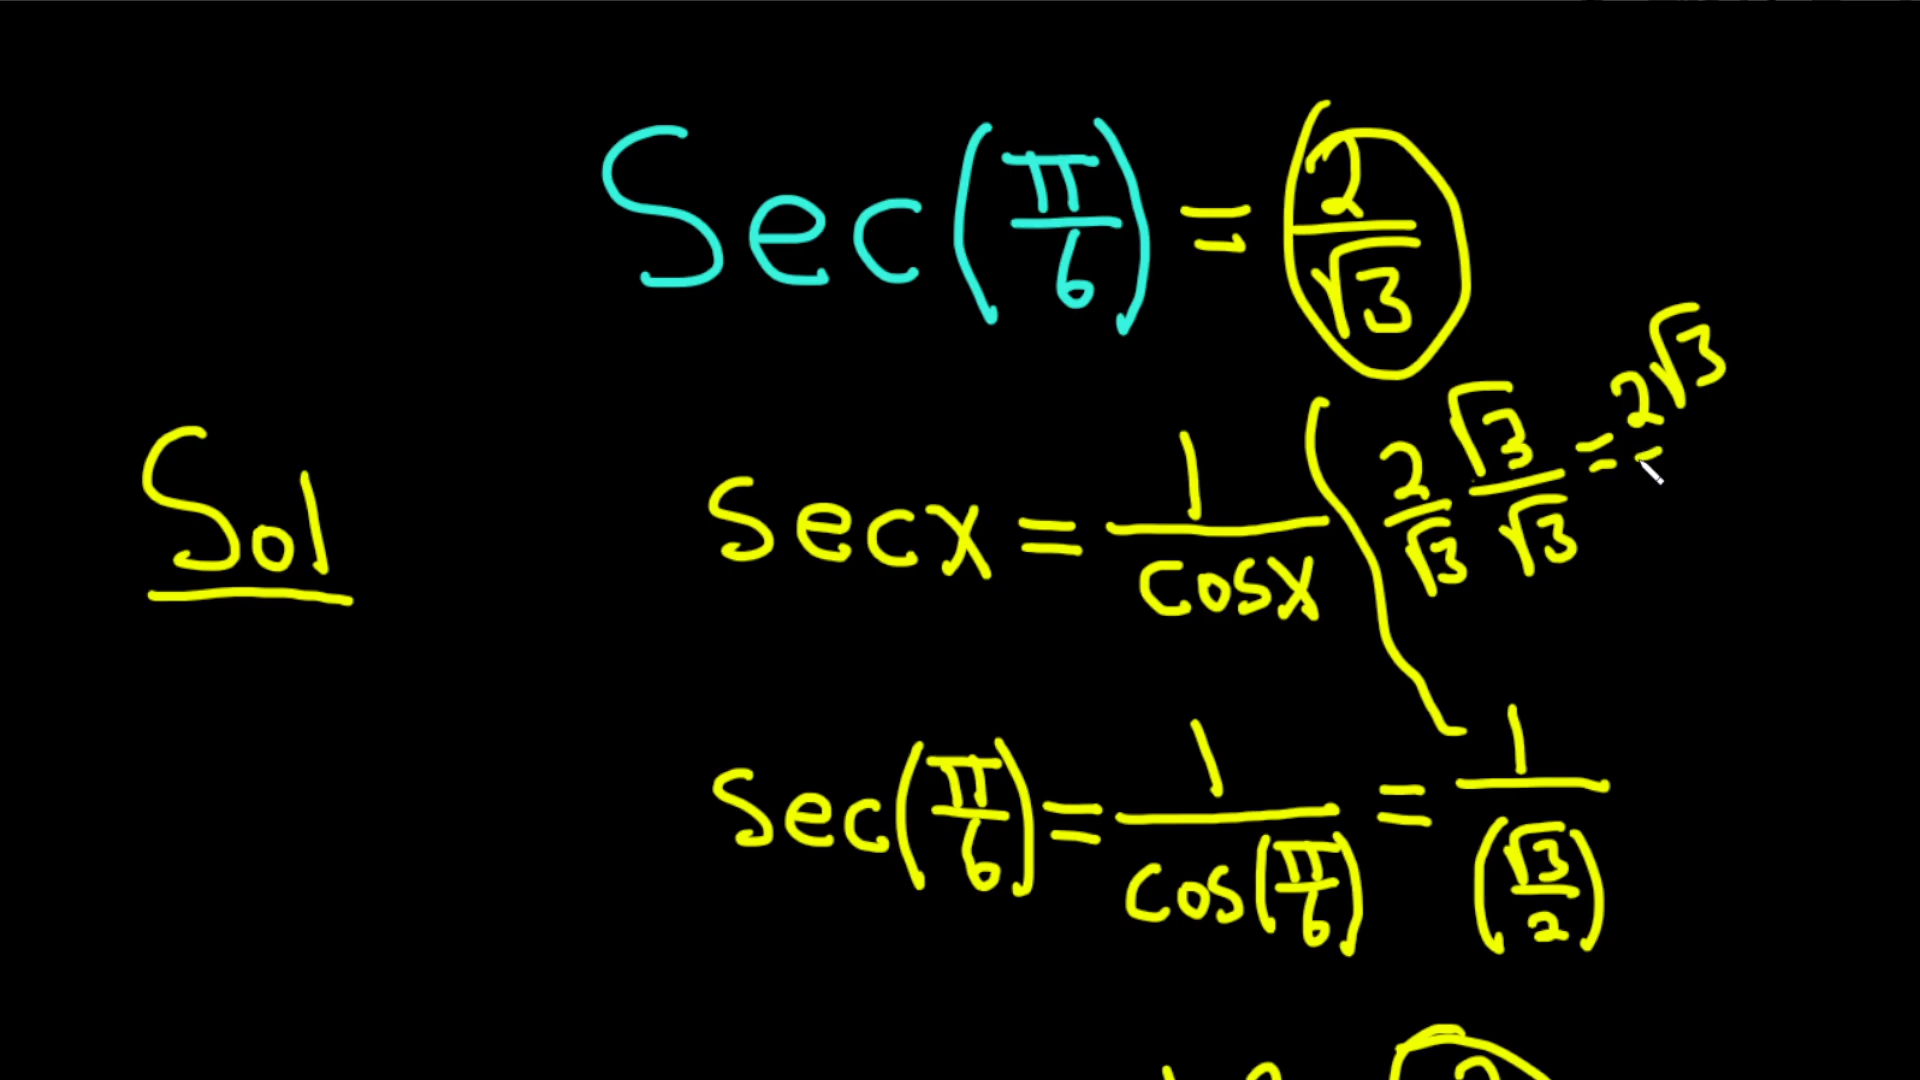 Sec(π/6) = 2/√3
Sol
Secx = 1/cosx
2/√3 √3/√3 = 2√3
Sec(π/6) = 1/cos(π/6) = 1/(√3/2)